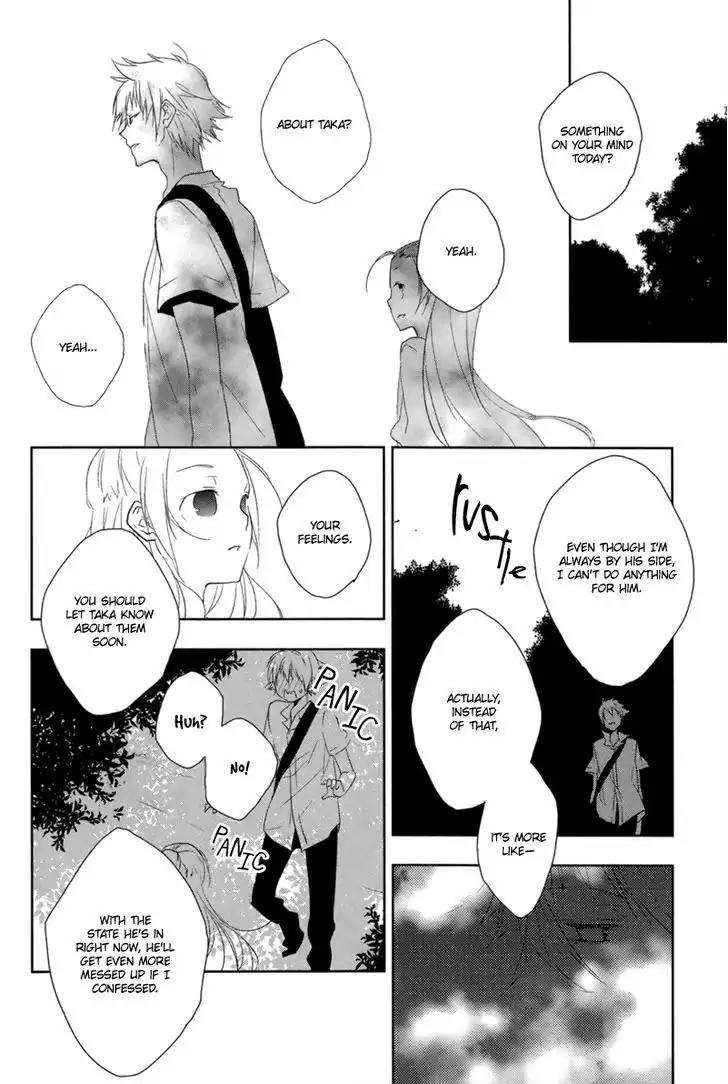 SOMETHING
ON YOUR MIND
TODAY?
ABOUT TAKA?
YEAH.
YEAH...
rustle
EVEN THOUGH I'M
ALWAYS BY HIS SIDE,
I CAN'T DO ANYTHING
FOR HIM.
ACTUALLY,
INSTEAD
OF THAT,
IT'S MORE
LIKE—
YOUR
FEELINGS.
YOU SHOULD
LET TAKA KNOW
ABOUT THEM
SOON.
PANIC
HUH?
NO!
PANIC
WITH THE
STATE HE'S IN
RIGHT NOW, HE'LL
GET EVEN MORE
MESSED UP IF I
CONFESSED.